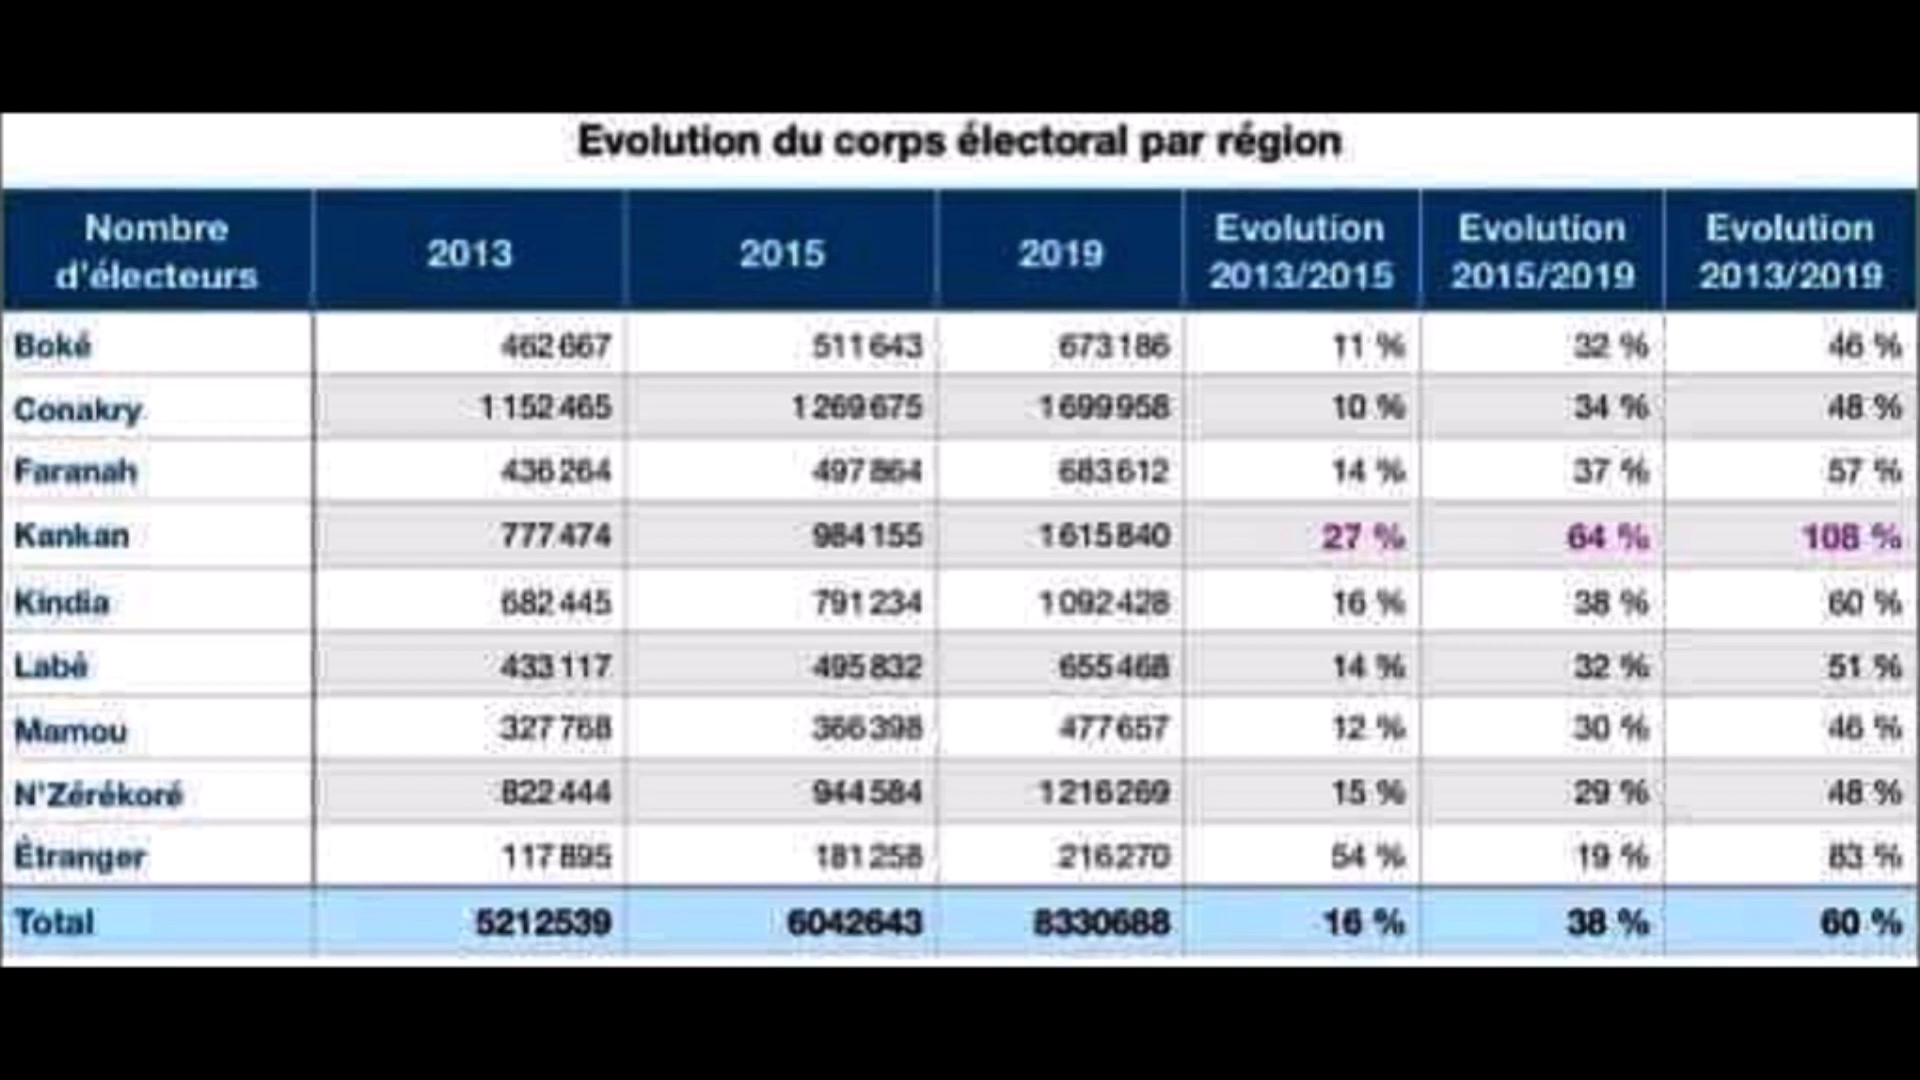 Evolution du corps électoral par région
Nombre d'électeurs 2013 2015 2019 Evolution 2013/2015 Evolution 2015/2019 Evolution 2013/2019
Boké 462 667 511 643 673 186 11 % 32 % 46 %
Conakry 1 152 465 1 269 675 1 699 958 10 % 34 % 48 %
Faranah 436 264 497 864 683 612 14 % 37 % 57 %
Kankan 777 474 984 155 1 615 840 27 % 64 % 108 %
Kindia 682 445 791 234 1 092 428 16 % 38 % 60 %
Labé 433 117 495 832 655 468 14 % 32 % 51 %
Mamou 327 768 366 398 477 657 12 % 30 % 46 %
N'Zérékoré 822 444 944 584 1 216 269 15 % 29 % 48 %
Étranger 117 895 181 258 216 270 54 % 19 % 83 %
Total 5212539 6042643 8330688 16 % 38 % 60 %